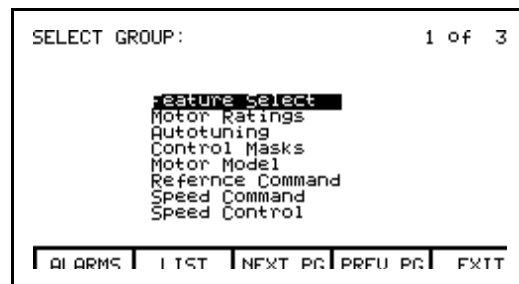 SELECT GROUP: 1 of 3
Feature Select
Motor Ratings
Autotuning
Control Masks
Motor Model
Refernce Command
Speed Command
Speed Control
ALARMS LIST NEXT PG PREV PG EXIT